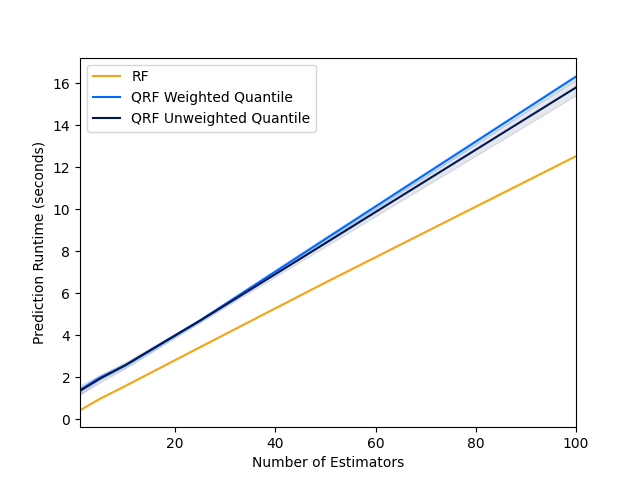 RF
QRF Weighted Quantile
QRF Unweighted Quantile
16
14
12
10
8
6
4
2
0
Prediction Runtime (seconds)
20 40 60 80 100
Number of Estimators